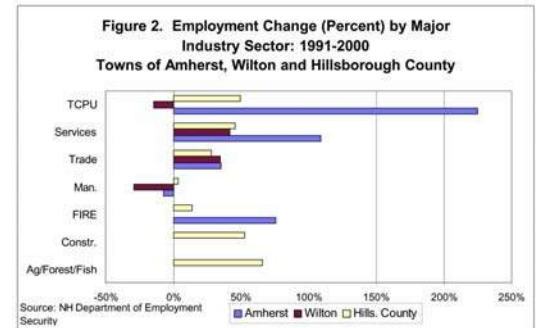 Figure 2. Employment Change (Percent) by Major
Industry Sector: 1991-2000
Towns of Amherst, Wilton and Hillsborough County
TCPU
Services
Trade
Man.
FIRE
Constr.
Ag/Forest/Fish
-50% 0% 50% 100% 150% 200% 250%
Source: NH Department of Employment
Security
Amherst Wilton Hills. County